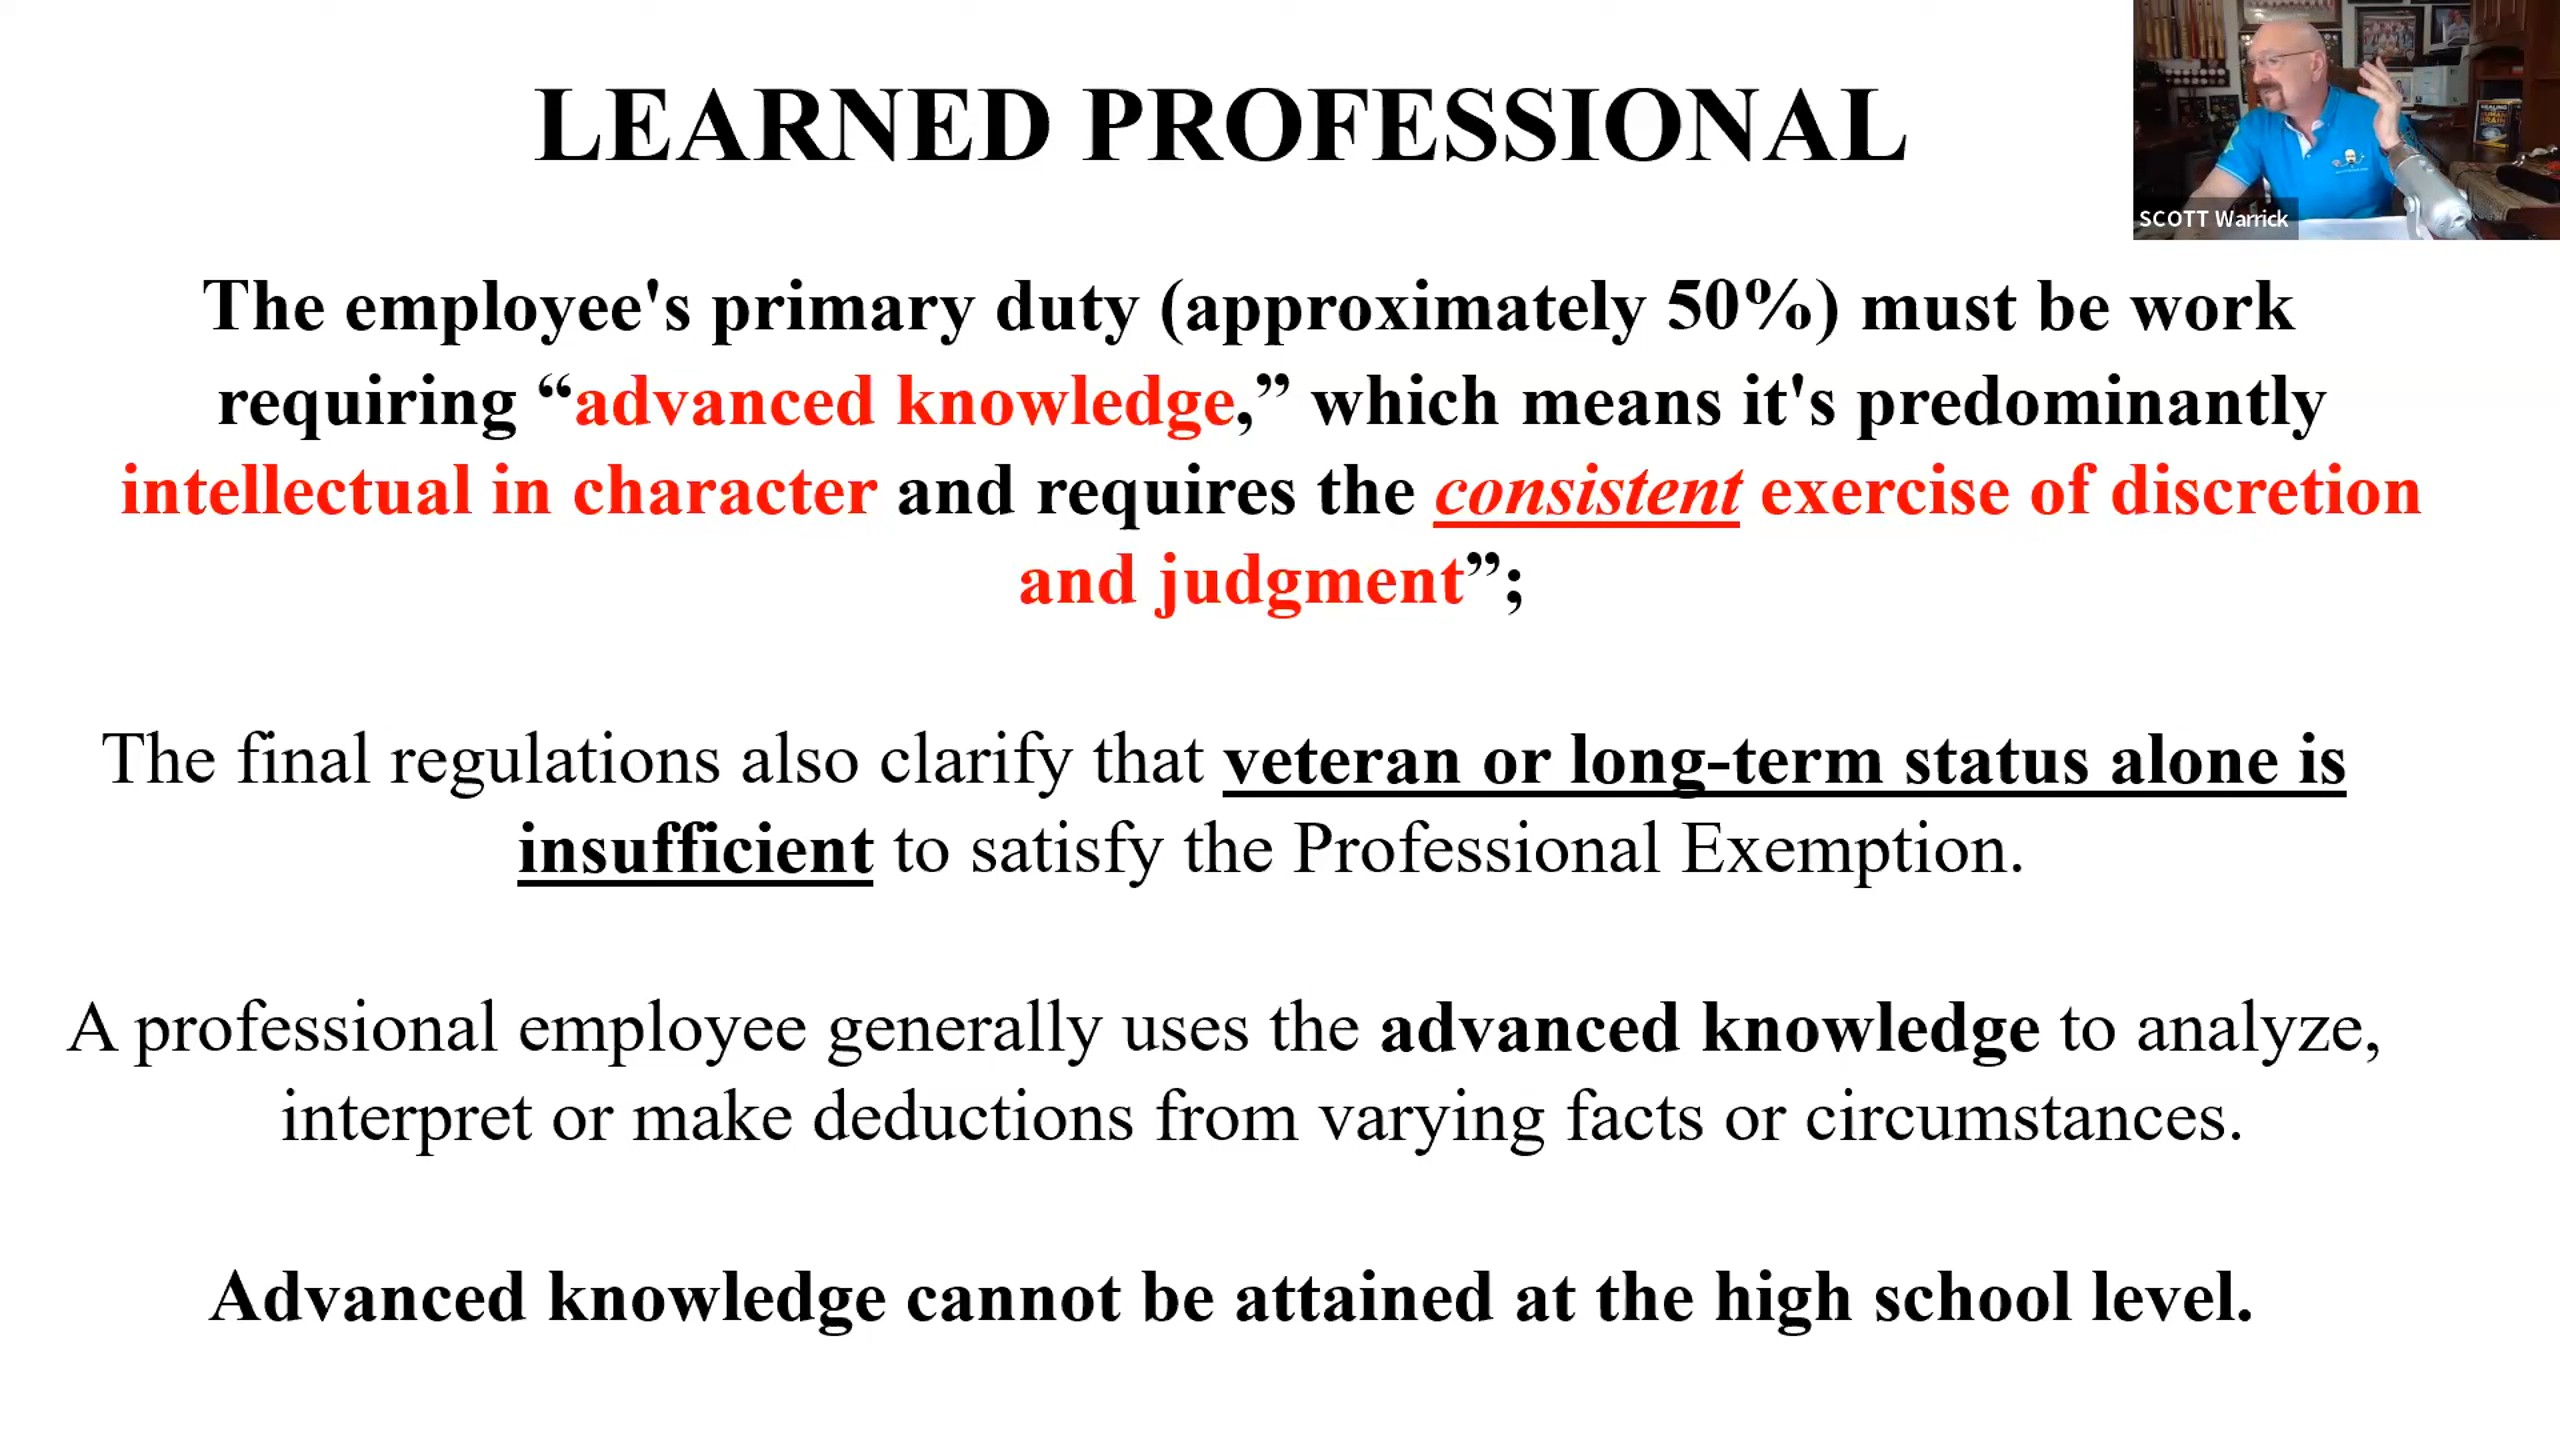 LEARNED PROFESSIONAL
SCOTT Warrick
The employee's primary duty (approximately 50%) must be work
requiring “advanced knowledge,” which means it's predominantly
intellectual in character and requires the consistent exercise of discretion
and judgment”;
The final regulations also clarify that veteran or long-term status alone is
insufficient to satisfy the Professional Exemption.
A professional employee generally uses the advanced knowledge to analyze,
interpret or make deductions from varying facts or circumstances.
Advanced knowledge cannot be attained at the high school level.